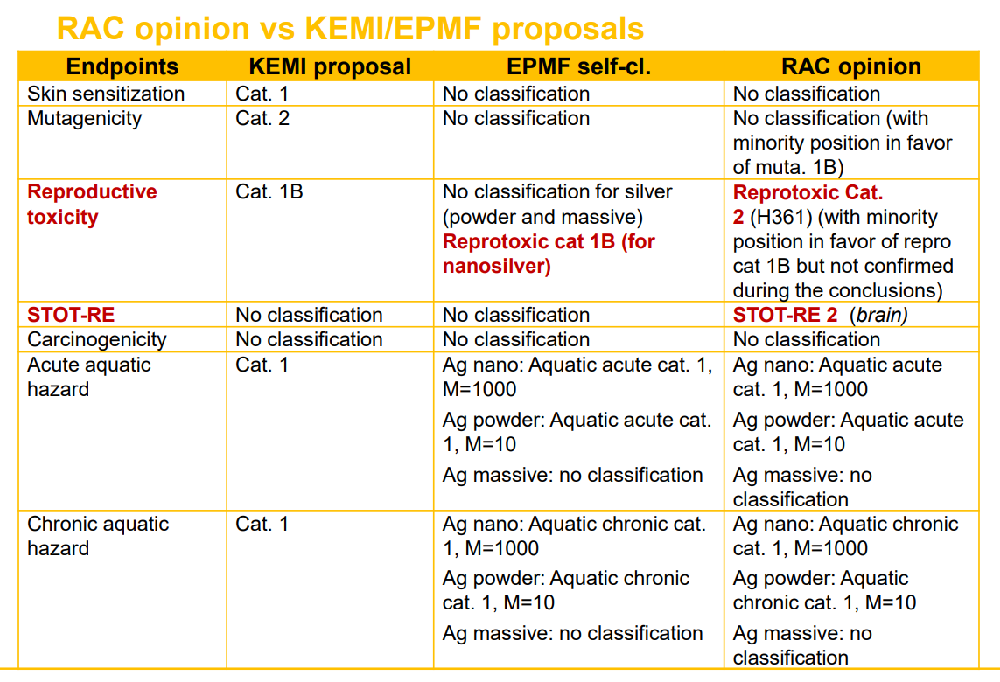 RAC opinion vs KEMI/EPMF proposals
Endpoints KEMI proposal EPMF self-cl. RAC opinion
Skin sensitization Cat. 1 No classification No classification
Mutagenicity Cat. 2 No classification No classification (with
minority position in favor
of muta. 1B)
Reproductive
toxicity
Cat. 1B
No classification for silver
(powder and massive)
Reprotoxic cat 1B (for
nanosilver)
Reprotoxic Cat.
2 (H361) (with minority
position in favor of repro
cat 1B but not confirmed
during the conclusions)
STOT-RE No classification No classification STOT-RE 2 (brain)
Carcinogenicity No classification No classification No classification
Acute aquatic
hazard
Cat. 1
Ag nano: Aquatic acute cat. 1,
M=1000
Ag powder: Aquatic acute cat.
1, M=10
Ag massive: no classification
Ag nano: Aquatic acute
cat. 1, M=1000
Ag powder: Aquatic acute
cat. 1, M=10
Ag massive: no
classification
Chronic aquatic
hazard
Cat. 1
Ag nano: Aquatic chronic cat.
1, M=1000
Ag powder: Aquatic chronic
cat. 1, M=10
Ag massive: no classification
Ag nano: Aquatic chronic
cat. 1, M=1000
Ag powder: Aquatic
chronic cat. 1, M=10
Ag massive: no
classification